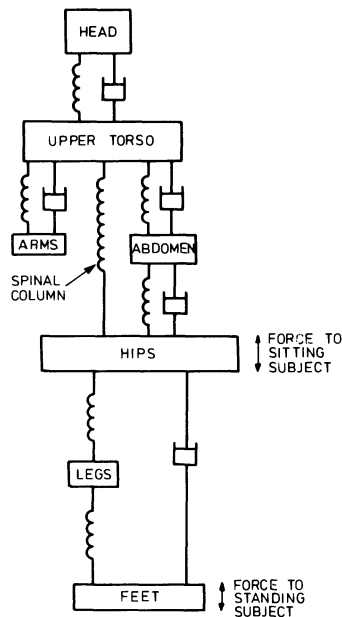 HEAD
UPPER TORSO
ARMS
ABDOMEN
SPINAL
COLUMN
HIPS
FORCE TO
SITTING
SUBJECT
LEGS
FEET
FORCE TO
STANDING
SUBJECT